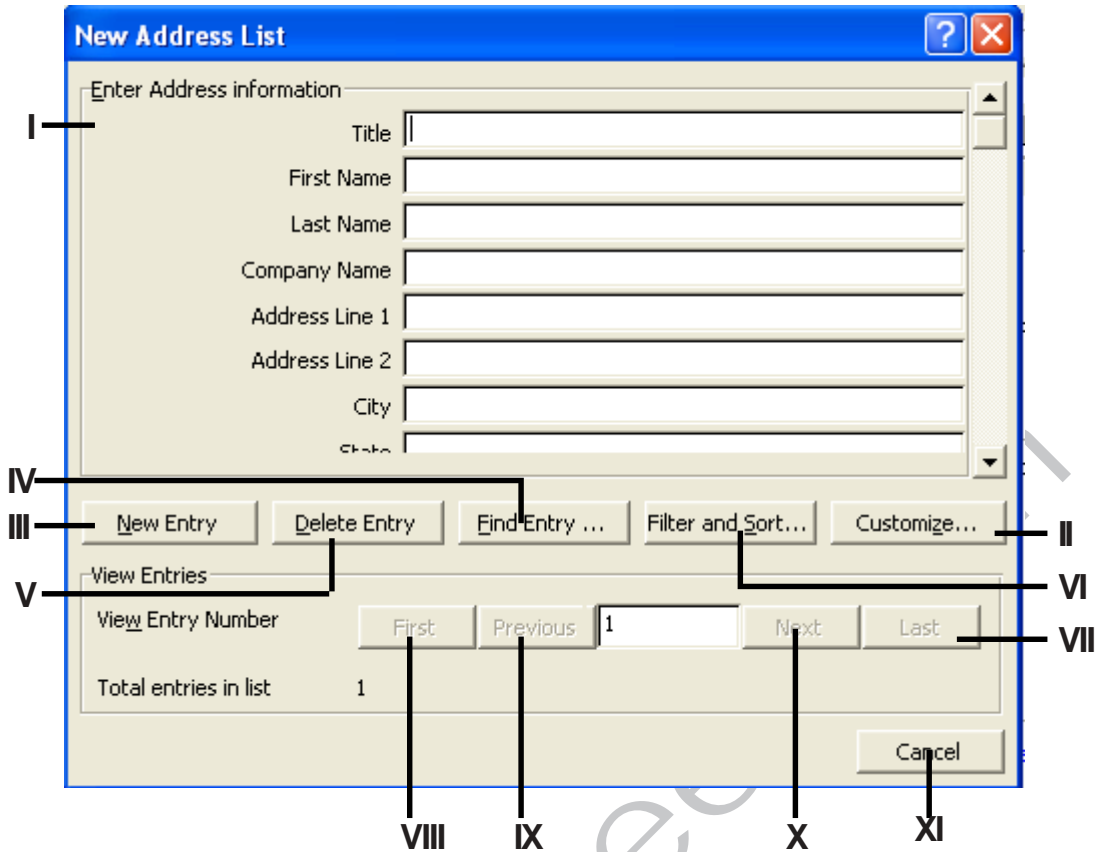 New Address List
Enter Address information
I
Title
First Name
Last Name
Company Name
Address Line 1
Address Line 2
City
State
IV
III New Entry Delete Entry Find Entry ... Filter and Sort... Customize... II
View Entries
V VI
View Entry Number First Previous 1 Next Last VII
Total entries in list 1
Cancel
VIII IX X XI